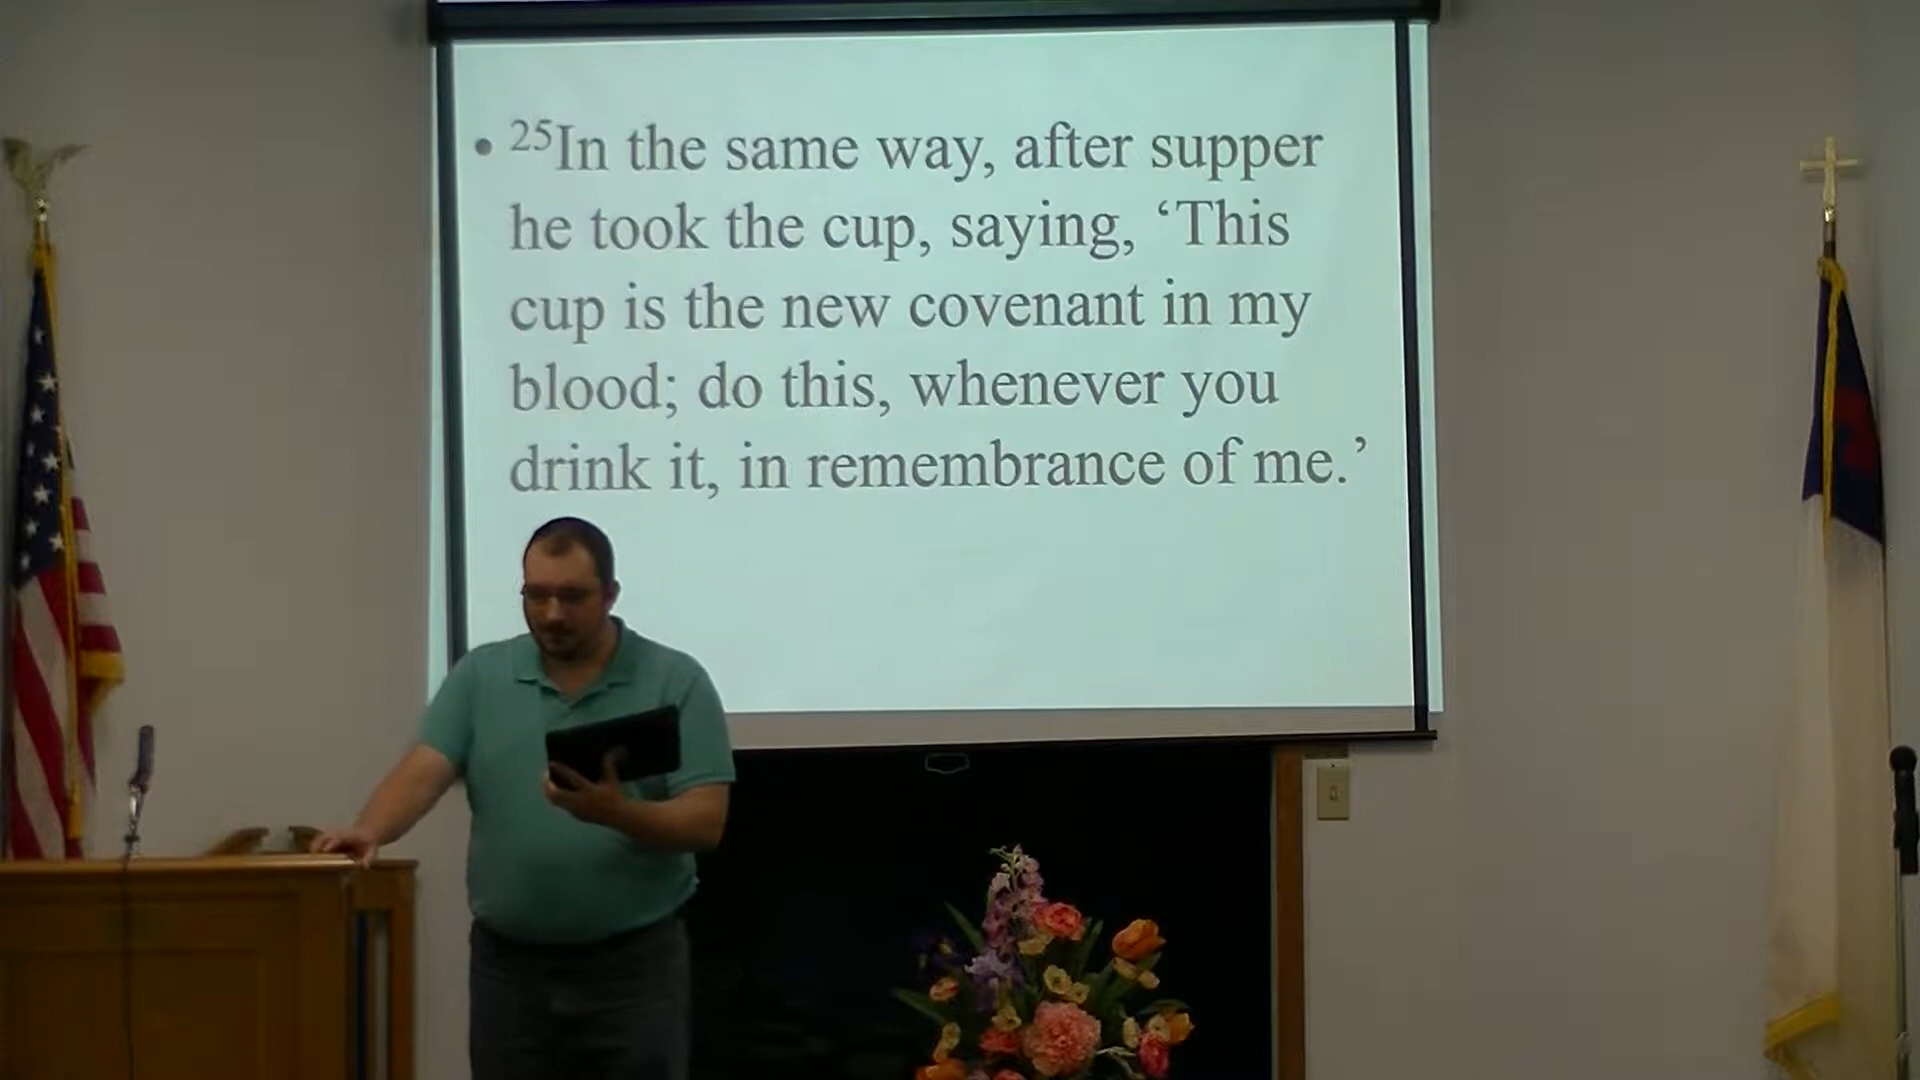 • ²⁵In the same way, after supper
he took the cup, saying, ‘This
cup is the new covenant in my
blood; do this, whenever you
drink it, in remembrance of me.’